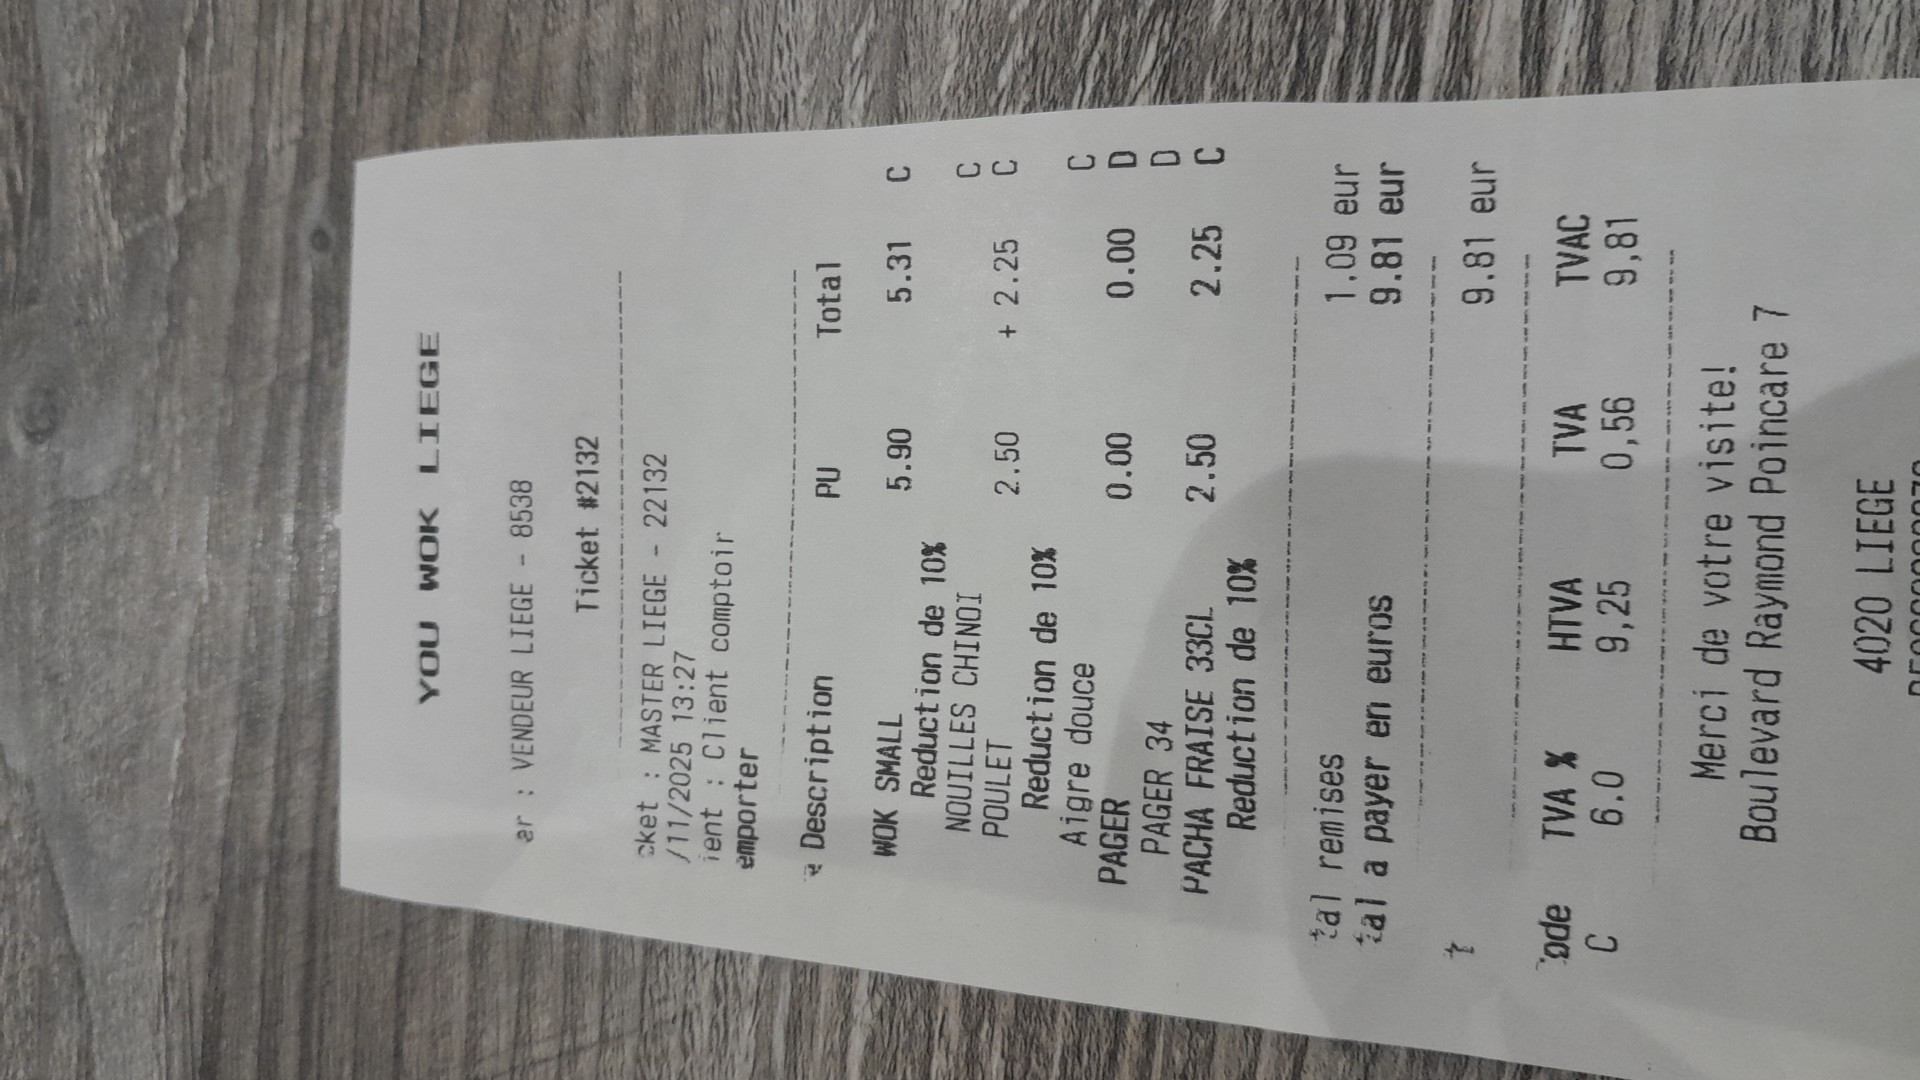 YOU WOK LIEGE
er : VENDEUR LIEGE - 8538
Ticket #2132
cket : MASTER LIEGE - 22132
/11/2025 13:27
ient : Client comptoir
emporter
e Description PU Total
WOK SMALL 5.90 5.31 C
Reduction de 10%
NOUILLES CHINOI C
POULET 2.50 + 2.25 C
Reduction de 10%
Aigre douce C
PAGER 0.00 0.00 D
PAGER 34 D
PACHA FRAISE 33CL 2.50 2.25 C
Reduction de 10%
tal remises 1.09 eur
tal a payer en euros 9.81 eur
t 9.81 eur
ode TVA % HTVA TVA TVAC
C 6.0 9,25 0,56 9,81
Merci de votre visite!
Boulevard Raymond Poincare 7
4020 LIEGE